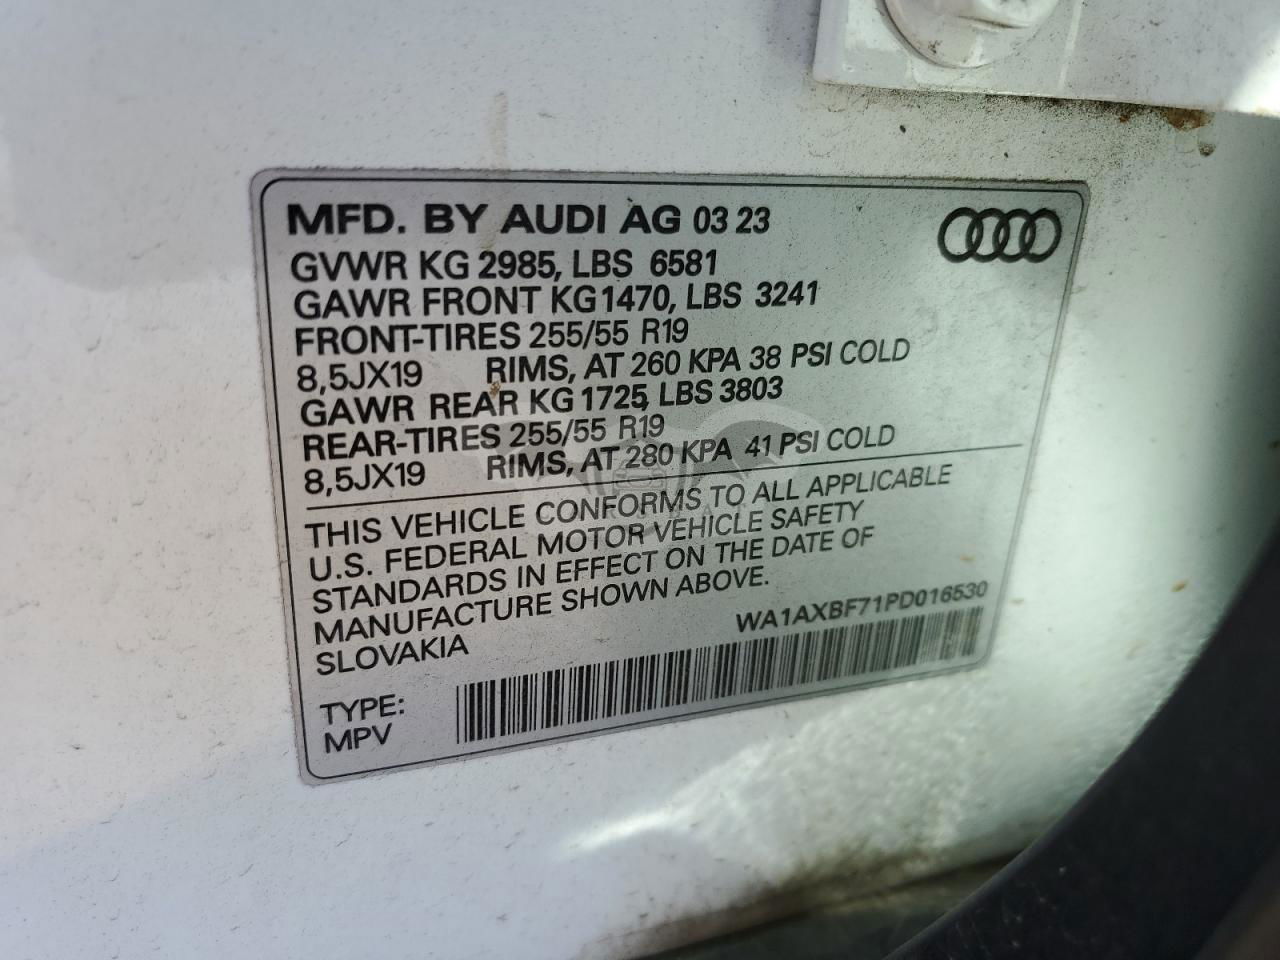 MFD. BY AUDI AG 03 23
GVWR KG 2985, LBS 6581
GAWR FRONT KG1470, LBS 3241
FRONT-TIRES 255/55 R19
8,5JX19 RIMS, AT 260 KPA 38 PSI COLD
GAWR REAR KG1725, LBS 3803
REAR-TIRES 255/55 R19
8,5JX19 RIMS, AT 280 KPA 41 PSI COLD
THIS VEHICLE CONFORMS TO ALL APPLICABLE
U.S. FEDERAL MOTOR VEHICLE SAFETY
STANDARDS IN EFFECT ON THE DATE OF
MANUFACTURE SHOWN ABOVE.
SLOVAKIA WA1AXBF71PD016530
TYPE:
MPV